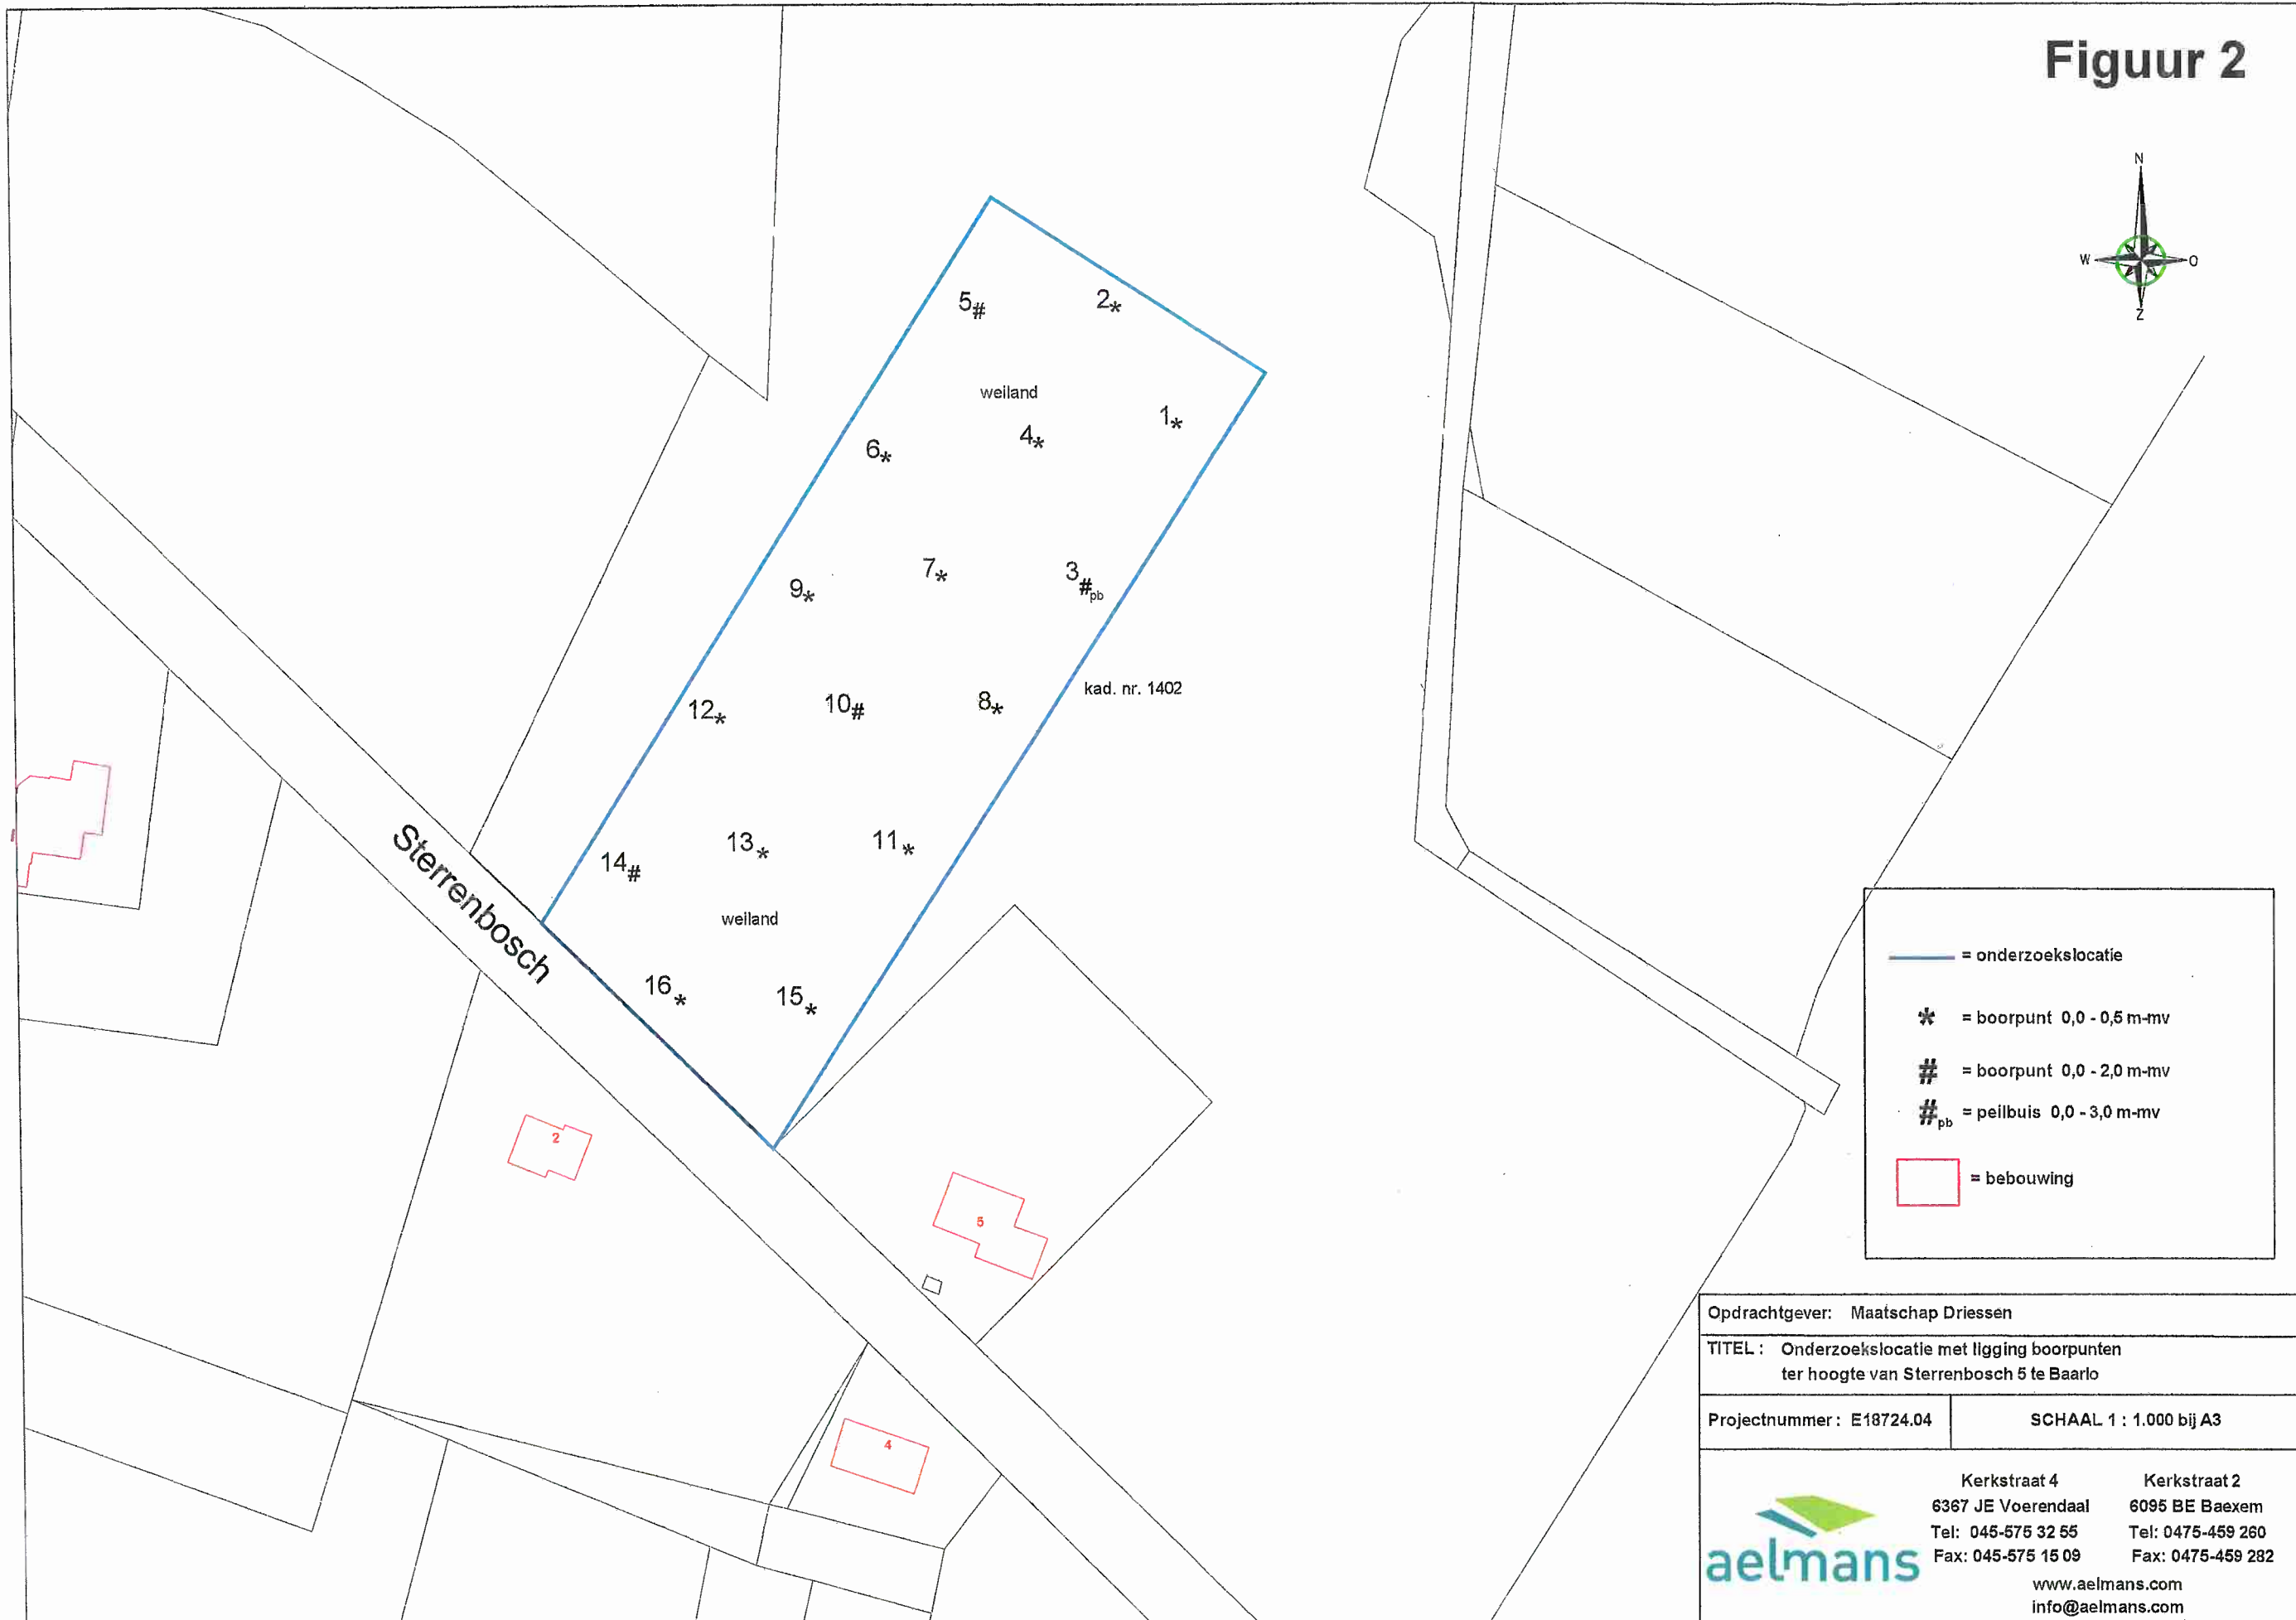 Figuur 2
N
W O
Z
5# 2*
weiland
1*
4*
6*
7* 3#pb
9*
kad. nr. 1402
12* 10# 8*
13* 11*
14#
Sterrenbosch
weiland
16* 15*
2
5
4
= onderzoekslocatie
* = boorpunt 0,0 - 0,5 m-mv
# = boorpunt 0,0 - 2,0 m-mv
#pb = peilbuis 0,0 - 3,0 m-mv
= bebouwing
Opdrachtgever: Maatschap Driessen
TITEL : Onderzoekslocatie met ligging boorpunten
ter hoogte van Sterrenbosch 5 te Baarlo
Projectnummer : E18724.04
SCHAAL 1 : 1.000 bij A3
aelmans
Kerkstraat 4
6367 JE Voerendaal
Tel: 045-575 32 55
Fax: 045-575 15 09
Kerkstraat 2
6095 BE Baexem
Tel: 0475-459 260
Fax: 0475-459 282
www.aelmans.com
info@aelmans.com